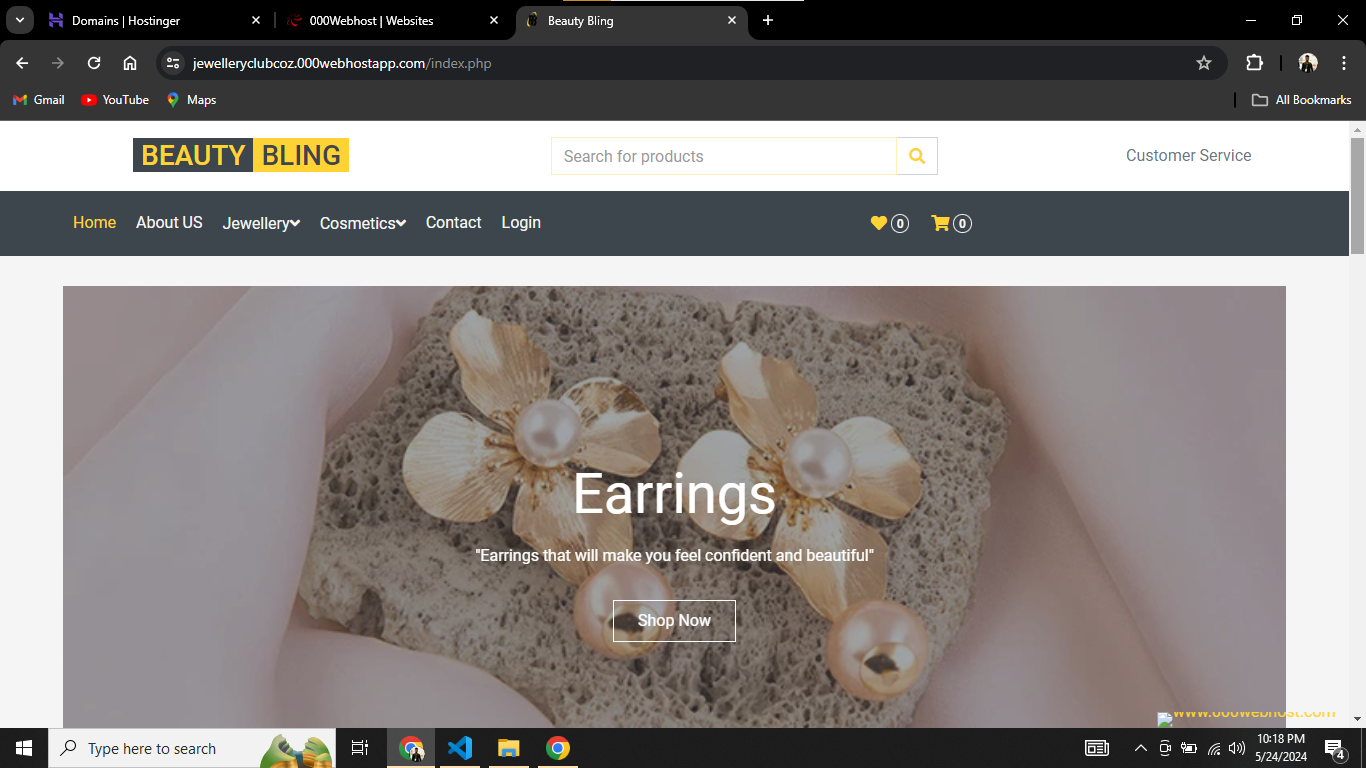 Domains | Hostinger
000Webhost | Websites
Beauty Bling
jewelleryclubcoz.000webhostapp.com/index.php
Gmail
YouTube
Maps
All Bookmarks
BEAUTY BLING
Search for products
Customer Service
Home
About US
Jewellery
Cosmetics
Contact
Login
0
0
Earrings
"Earrings that will make you feel confident and beautiful"
Shop Now
www.000webhost.com
Type here to search
10:18 PM
5/24/2024
4